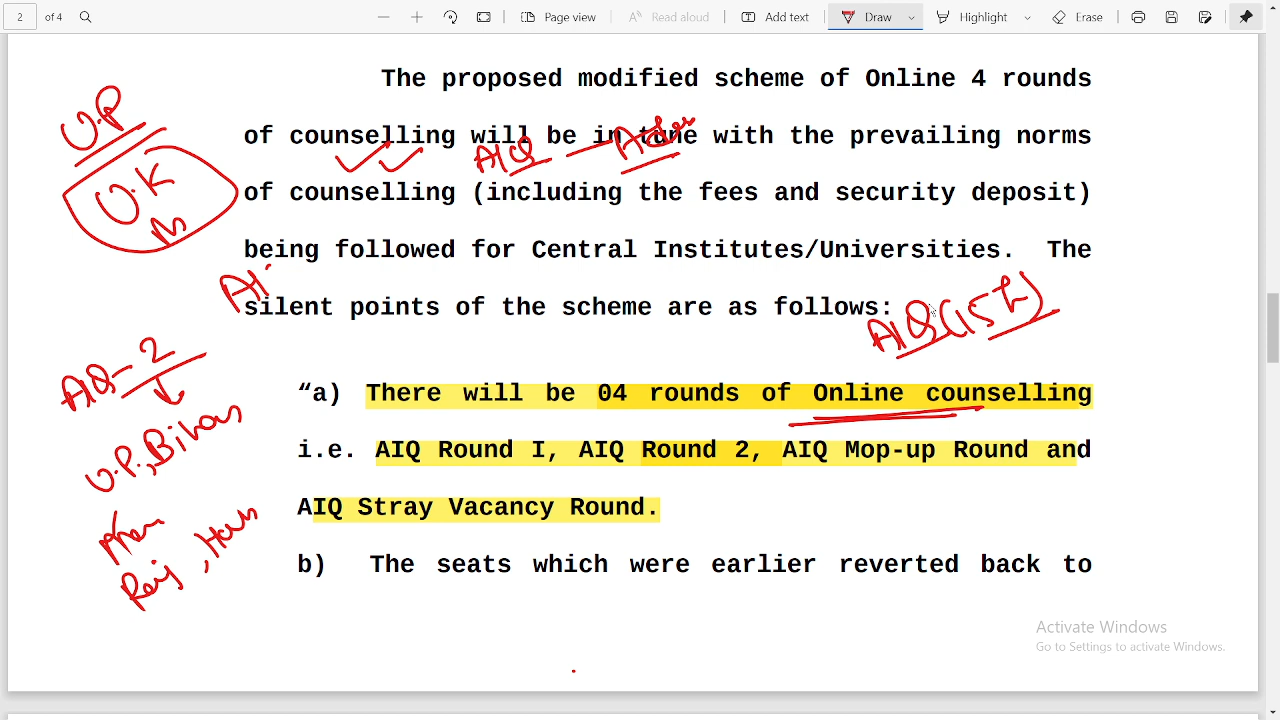 2 of 4 Page view Read aloud Add text Draw Highlight Erase
The proposed modified scheme of Online 4 rounds
U.P
of counselling will be in tune with the prevailing norms
AIQ
U.K
of counselling (including the fees and security deposit)
being followed for Central Institutes/Universities. The
AI
silent points of the scheme are as follows:
AIQ(15%)
AIQ-2
“a) There will be 04 rounds of Online counselling
U.P, Bihar
i.e. AIQ Round I, AIQ Round 2, AIQ Mop-up Round and
AIQ Stray Vacancy Round.
b) The seats which were earlier reverted back to
Activate Windows
Go to Settings to activate Windows.